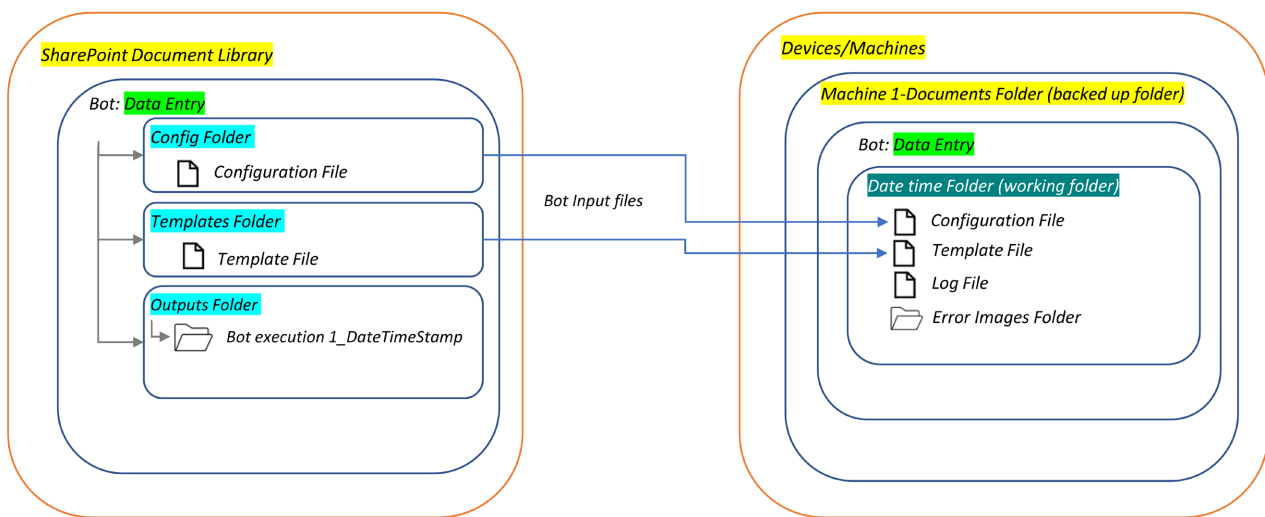 SharePoint Document Library
Bot: Data Entry
Config Folder
Configuration File
Templates Folder
Template File
Outputs Folder
Bot execution 1_DateTimeStamp
Bot Input files
Devices/Machines
Machine 1-Documents Folder (backed up folder)
Bot: Data Entry
Date time Folder (working folder)
Configuration File
Template File
Log File
Error Images Folder